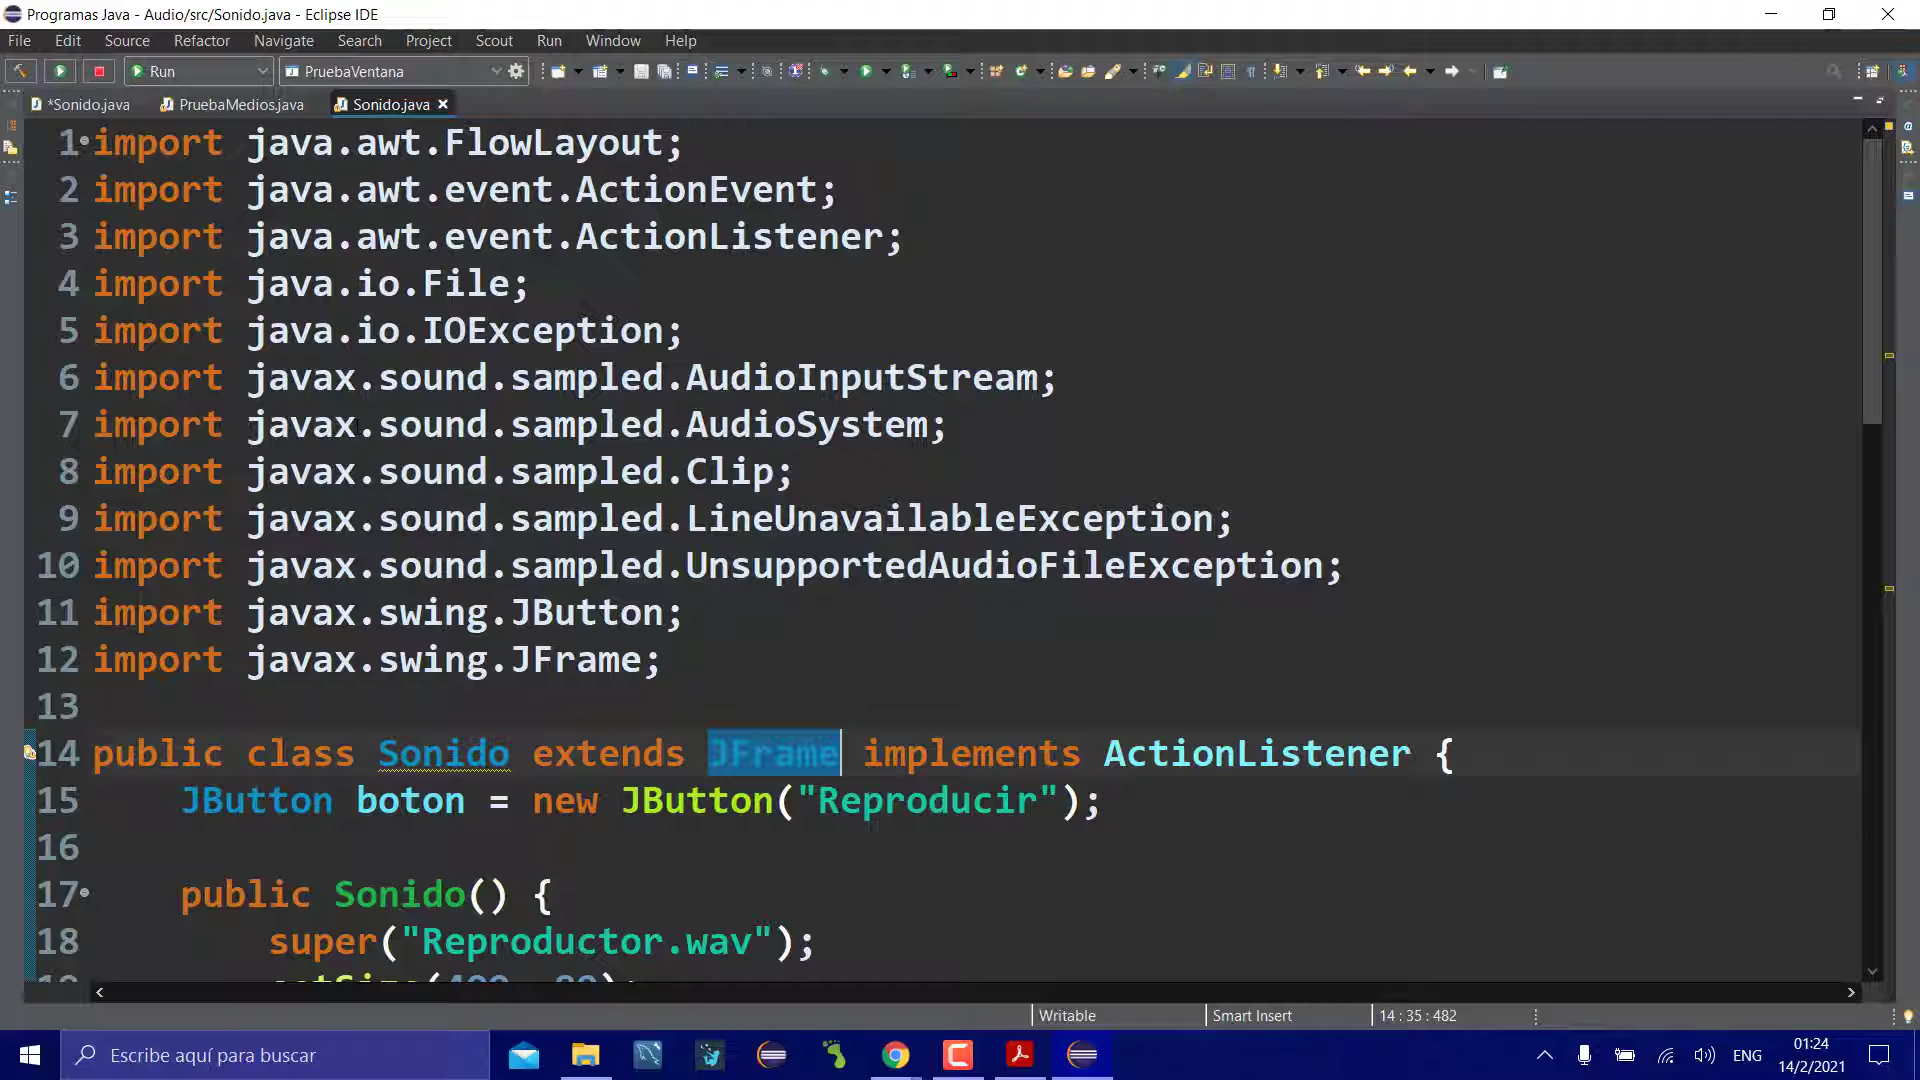 Programas Java - Audio/src/Sonido.java - Eclipse IDE
File Edit Source Refactor Navigate Search Project Scout Run Window Help
Run PruebaVentana
*Sonido.java PruebaMedios.java Sonido.java
1 import java.awt.FlowLayout;
2 import java.awt.event.ActionEvent;
3 import java.awt.event.ActionListener;
4 import java.io.File;
5 import java.io.IOException;
6 import javax.sound.sampled.AudioInputStream;
7 import javax.sound.sampled.AudioSystem;
8 import javax.sound.sampled.Clip;
9 import javax.sound.sampled.LineUnavailableException;
10 import javax.sound.sampled.UnsupportedAudioFileException;
11 import javax.swing.JButton;
12 import javax.swing.JFrame;
13
14 public class Sonido extends JFrame implements ActionListener {
15 JButton boton = new JButton("Reproducir");
16
17 public Sonido() {
18 super("Reproductor.wav");
19 setSize(400, 80);
Writable Smart Insert 14 : 35 : 482
Escribe aquí para buscar
ENG
01:24
14/2/2021